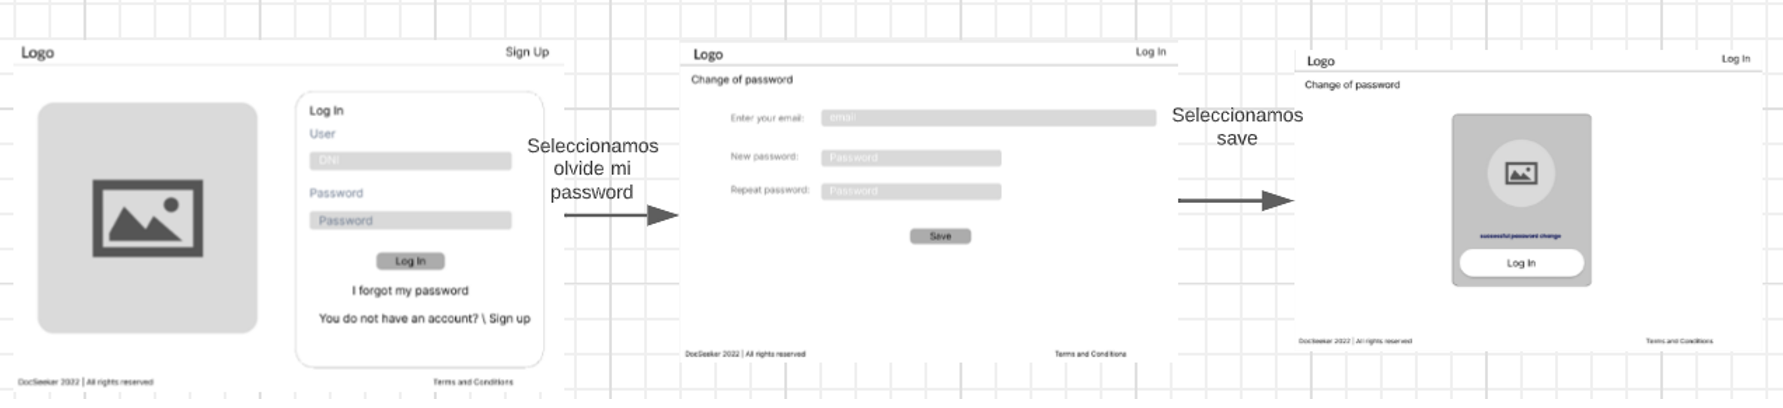 Logo
Sign Up
Log In
User
DNI
Password
Password
Log In
I forgot my password
You do not have an account? \ Sign up
DocSeeker 2022 | All rights reserved
Terms and Conditions
Seleccionamos
olvide mi
password
Logo
Log In
Change of password
Enter your email:
email
New password:
Password
Repeat password:
Password
Save
DocSeeker 2022 | All rights reserved
Terms and Conditions
Seleccionamos
save
Logo
Log In
Change of password
successful password change
Log In
DocSeeker 2022 | All rights reserved
Terms and Conditions